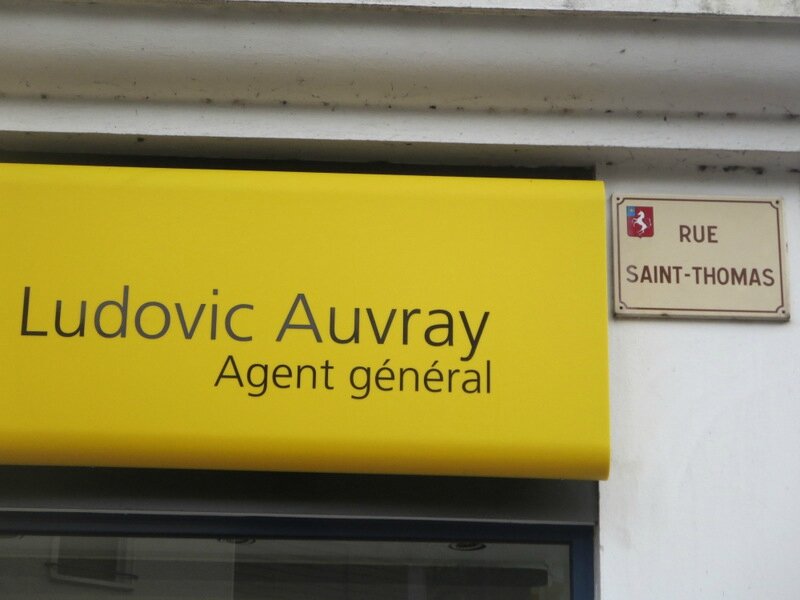 Ludovic Auvray
Agent général
RUE
SAINT-THOMAS